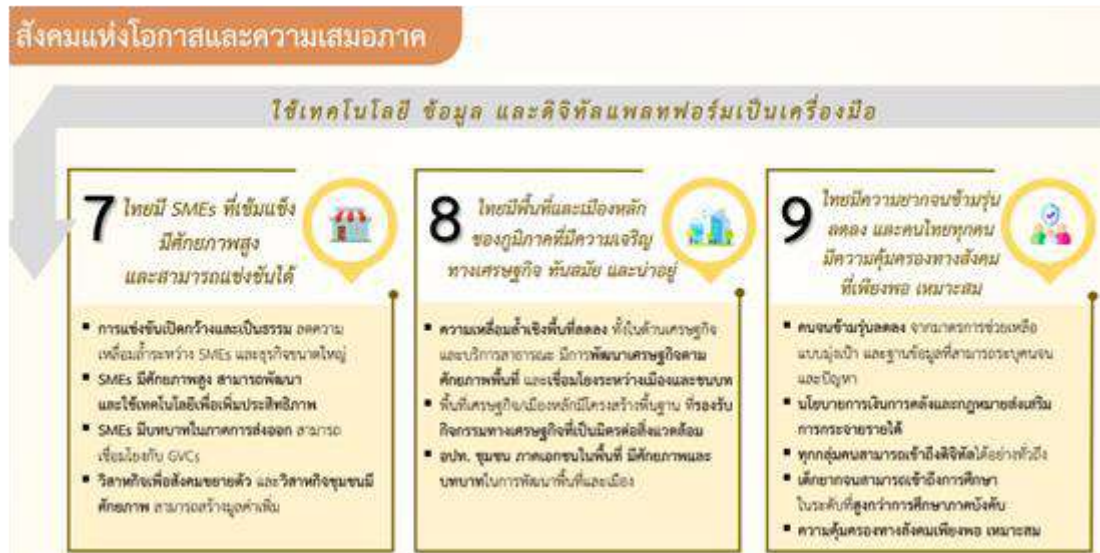 สังคมแห่งโอกาสและความเสมอภาค
ใช้เทคโนโลยี ข้อมูล และดิจิทัลแพลทฟอร์มเป็นเครื่องมือ
7 ไทยมี SMEs ที่เข้มแข็ง
มีศักยภาพสูง
และสามารถแข่งขันได้
▪ การแข่งขันเปิดกว้างและเป็นธรรม ลดความ
เหลื่อมล้ำระหว่าง SMEs และธุรกิจขนาดใหญ่
▪ SMEs มีศักยภาพสูง สามารถพัฒนา
และใช้เทคโนโลยีเพื่อเพิ่มประสิทธิภาพ
▪ SMEs มีบทบาทในภาคการส่งออก สามารถ
เชื่อมโยงกับ GVCs
▪ วิสาหกิจเพื่อสังคมขยายตัว และวิสาหกิจชุมชนมี
ศักยภาพ สามารถสร้างมูลค่าเพิ่ม
8 ไทยมีพื้นที่และเมืองหลัก
ของภูมิภาคที่มีความเจริญ
ทางเศรษฐกิจ ทันสมัย และน่าอยู่
▪ ความเหลื่อมล้ำเชิงพื้นที่ลดลง ทั้งในด้านเศรษฐกิจ
และบริการสาธารณะ มีการพัฒนาเศรษฐกิจตาม
ศักยภาพพื้นที่ และเชื่อมโยงระหว่างเมืองและชนบท
▪ พื้นที่เศรษฐกิจ/เมืองหลักมีโครงสร้างพื้นฐาน ที่รองรับ
กิจกรรมทางเศรษฐกิจที่เป็นมิตรต่อสิ่งแวดล้อม
▪ อปท. ชุมชน ภาคเอกชนในพื้นที่ มีศักยภาพและ
บทบาทในการพัฒนาพื้นที่และเมือง
9 ไทยมีความยากจนข้ามรุ่น
ลดลง และคนไทยทุกคน
มีความคุ้มครองทางสังคม
ที่เพียงพอ เหมาะสม
▪ คนจนข้ามรุ่นลดลง จากมาตรการช่วยเหลือ
แบบมุ่งเป้า และฐานข้อมูลที่สามารถระบุคนจน
และปัญหา
▪ นโยบายการเงินการคลังและกฎหมายส่งเสริม
การกระจายรายได้
▪ ทุกกลุ่มคนสามารถเข้าถึงดิจิทัลได้อย่างทั่วถึง
▪ เด็กยากจนสามารถเข้าถึงการศึกษา
ในระดับที่สูงกว่าการศึกษาภาคบังคับ
▪ ความคุ้มครองทางสังคมเพียงพอ เหมาะสม